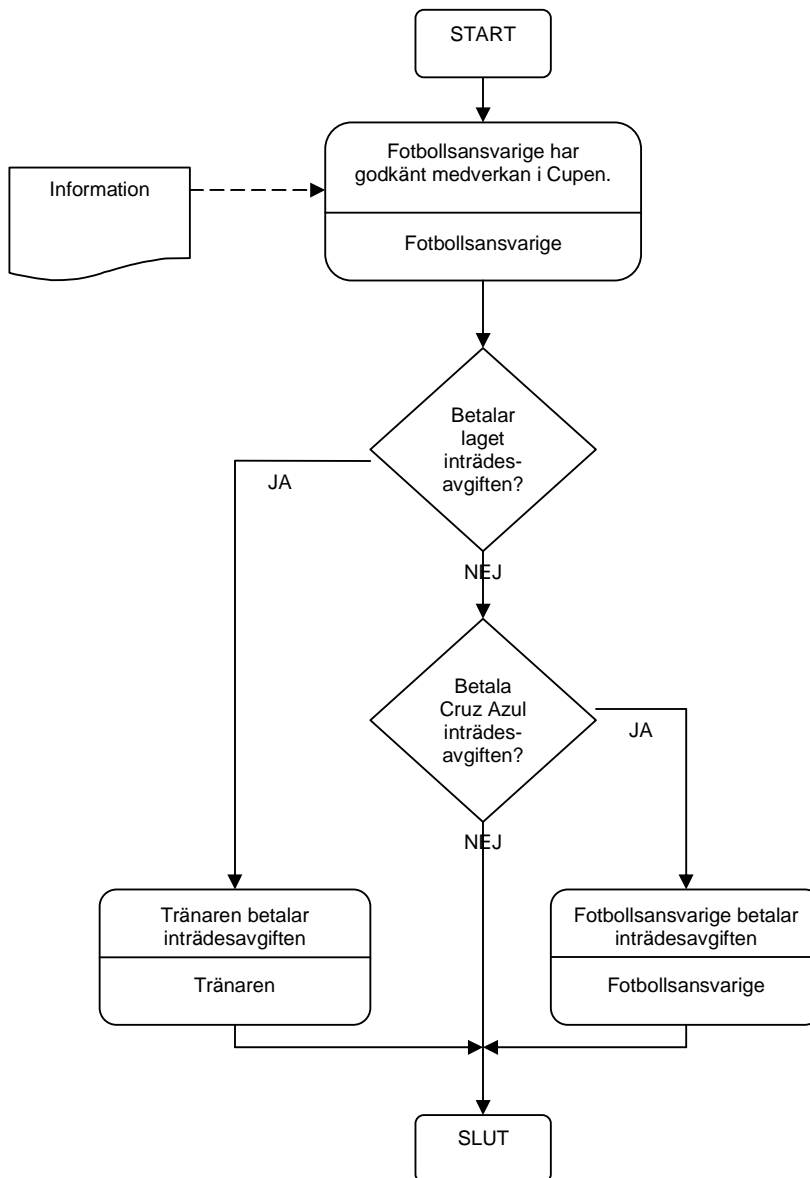 START
Fotbollsansvarige har
godkänt medverkan i Cupen.
Information
Fotbollsansvarige
Betalar
laget
inträdes-
avgiften?
JA
NEJ
Betala
Cruz Azul
inträdes-
avgiften?
JA
NEJ
Tränaren betalar
inträdesavgiften
Tränaren
Fotbollsansvarige betalar
inträdesavgiften
Fotbollsansvarige
SLUT